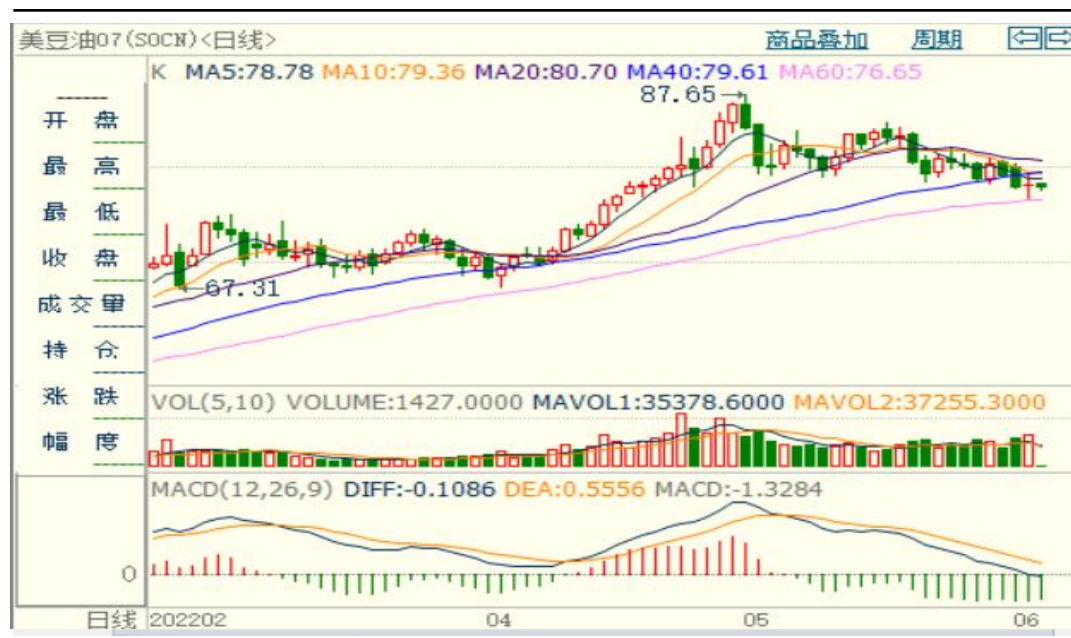 美豆油07(SOCN)<日线> 商品叠加 周期
K MA5:78.78 MA10:79.36 MA20:80.70 MA40:79.61 MA60:76.65
87.65
开 盘
最 高
最 低
收 盘
67.31
成交量
持 仓
涨 跌
VOL(5,10) VOLUME:1427.0000 MAVOL1:35378.6000 MAVOL2:37255.3000
幅 度
MACD(12,26,9) DIFF:-0.1086 DEA:0.5556 MACD:-1.3284
0
日线 202202 04 05 06